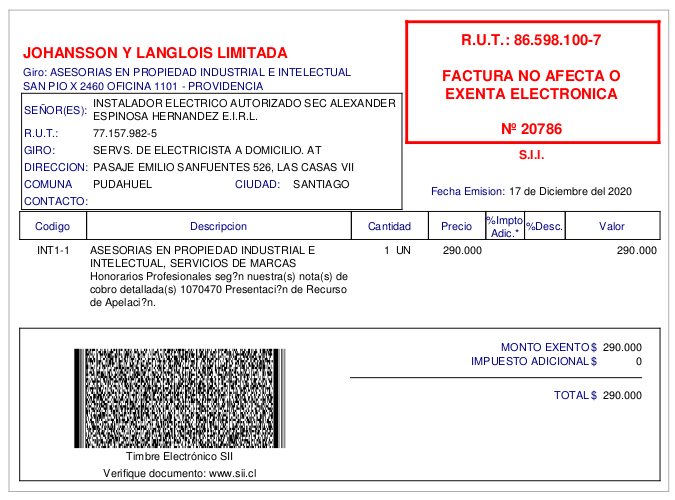 JOHANSSON Y LANGLOIS LIMITADA
Giro: ASESORIAS EN PROPIEDAD INDUSTRIAL E INTELECTUAL
SAN PIO X 2460 OFICINA 1101 - PROVIDENCIA
R.U.T.: 86.598.100-7
FACTURA NO AFECTA O
EXENTA ELECTRONICA
Nº 20786
S.I.I.
SEÑOR(ES): INSTALADOR ELECTRICO AUTORIZADO SEC ALEXANDER
ESPINOSA HERNANDEZ E.I.R.L.
R.U.T.: 77.157.982-5
GIRO: SERVS. DE ELECTRICISTA A DOMICILIO. AT
DIRECCION: PASAJE EMILIO SANFUENTES 526, LAS CASAS VII
COMUNA PUDAHUEL CIUDAD: SANTIAGO
CONTACTO:
Fecha Emision: 17 de Diciembre del 2020
Codigo Descripcion Cantidad Precio %Impto Adic.* %Desc. Valor
INT1-1 ASESORIAS EN PROPIEDAD INDUSTRIAL E 1 UN 290.000 290.000
INTELECTUAL, SERVICIOS DE MARCAS
Honorarios Profesionales seg?n nuestra(s) nota(s) de
cobro detallada(s) 1070470 Presentaci?n de Recurso
de Apelaci?n.
MONTO EXENTO $ 290.000
IMPUESTO ADICIONAL $ 0
TOTAL $ 290.000
Timbre Electrónico SII
Verifique documento: www.sii.cl